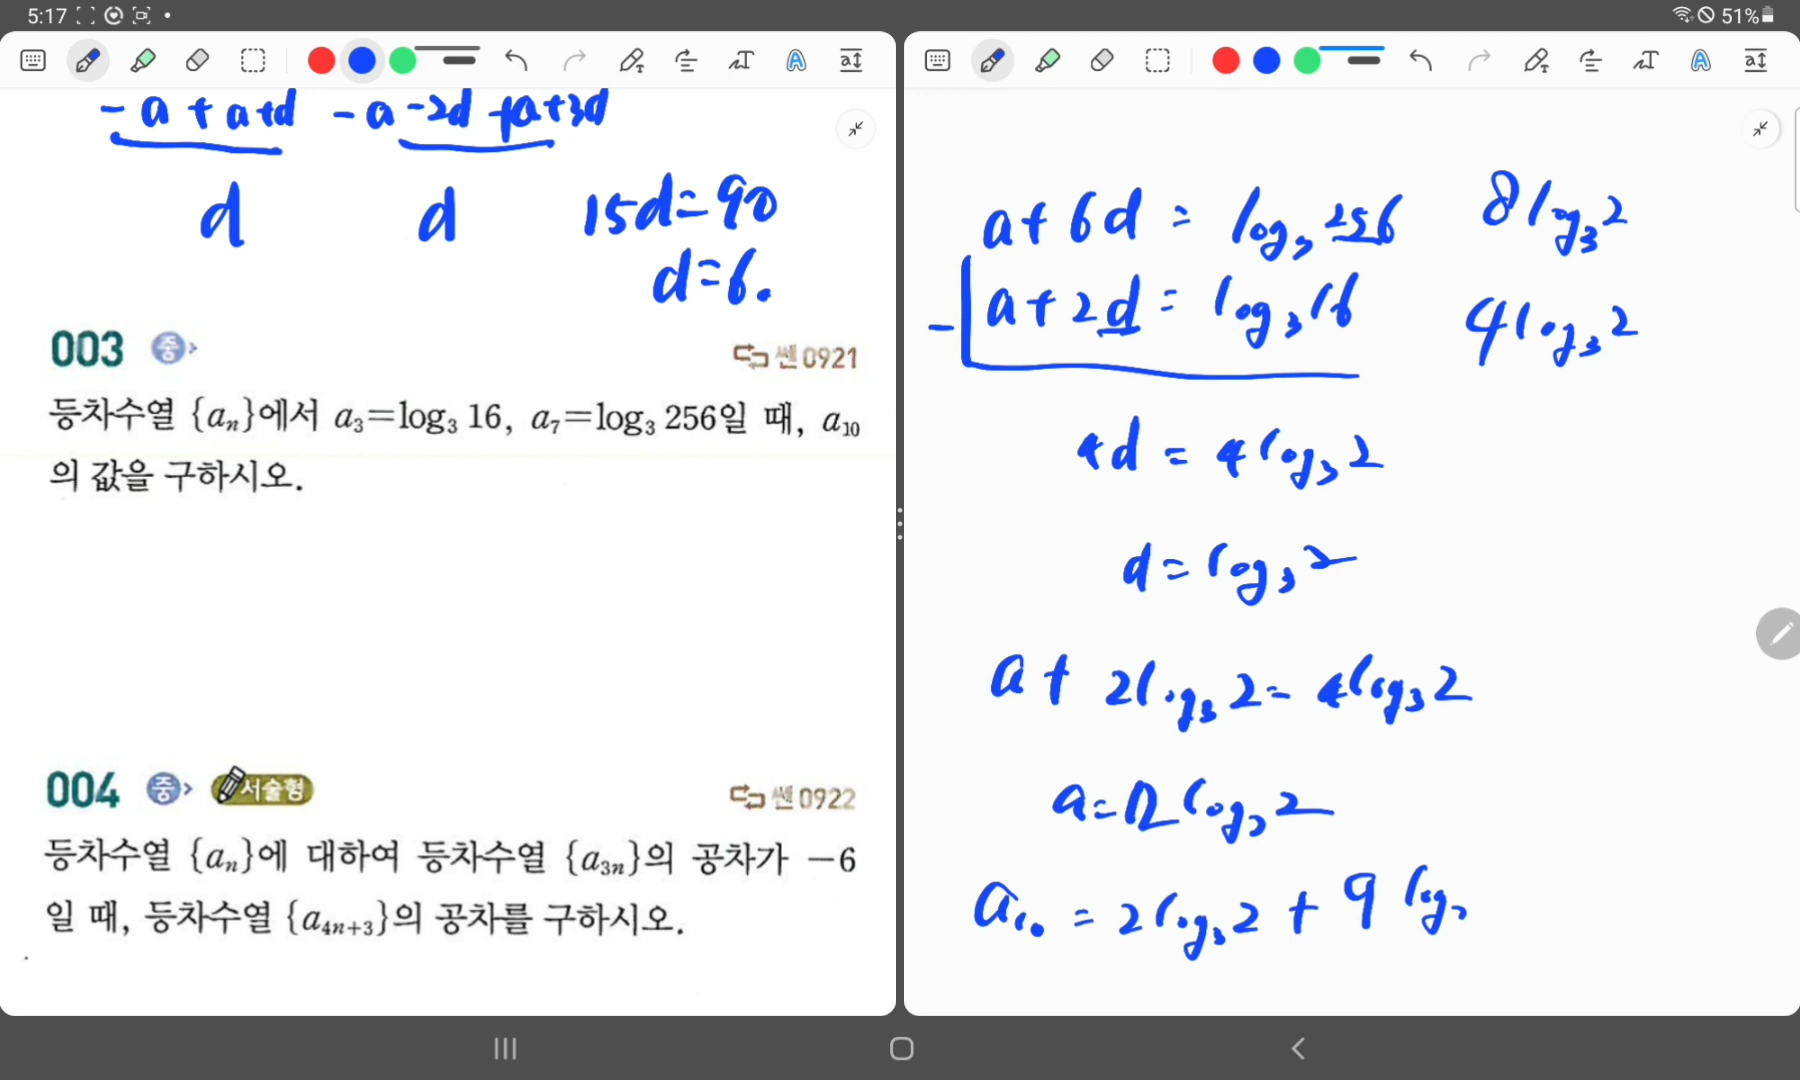 5:17
51%
- a + a+d - a - 2d + a+3d
d d 15d=90
d=6.
003 중
쎈 0921
등차수열 {aₙ}에서 a₃=log₃ 16, a₇=log₃ 256일 때, a₁₀
의 값을 구하시오.
004 중 서술형
쎈 0922
등차수열 {aₙ}에 대하여 등차수열 {a₃ₙ}의 공차가 −6
일 때, 등차수열 {a₄ₙ₊₃}의 공차를 구하시오.
a+6d = log₃ 256 8log₃2
- a+2d = log₃16 4log₃2
4d = 4log₃2
d = log₃2
a + 2log₃2 = 4log₃2
a = 2log₃2
a₁₀ = 2log₃2 + 9 log₃